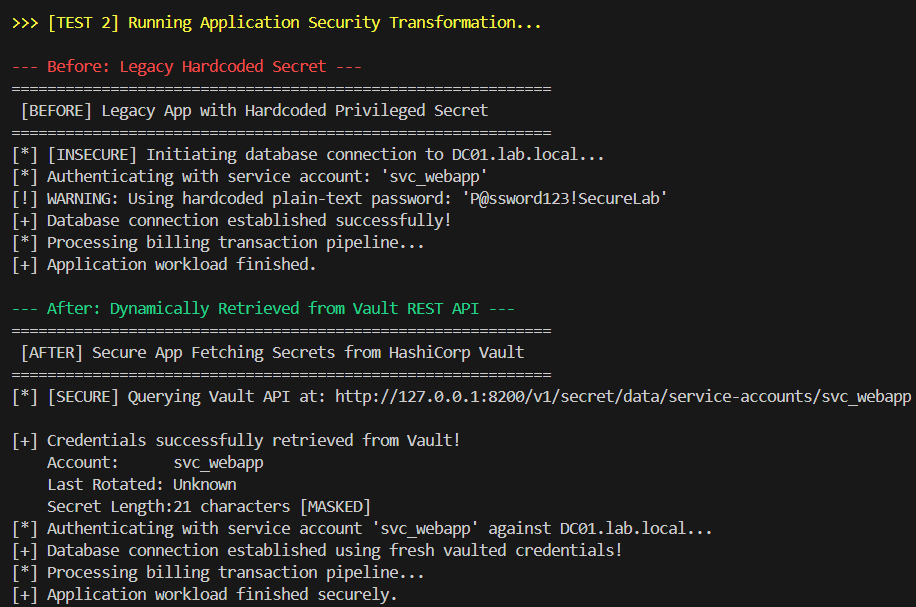 >>> [TEST 2] Running Application Security Transformation...
--- Before: Legacy Hardcoded Secret ---
============================================================
[BEFORE] Legacy App with Hardcoded Privileged Secret
============================================================
[*] [INSECURE] Initiating database connection to DC01.lab.local...
[*] Authenticating with service account: 'svc_webapp'
[!] WARNING: Using hardcoded plain-text password: 'P@ssword123!SecureLab'
[+] Database connection established successfully!
[*] Processing billing transaction pipeline...
[+] Application workload finished.
--- After: Dynamically Retrieved from Vault REST API ---
============================================================
[AFTER] Secure App Fetching Secrets from HashiCorp Vault
============================================================
[*] [SECURE] Querying Vault API at: http://127.0.0.1:8200/v1/secret/data/service-accounts/svc_webapp
[+] Credentials successfully retrieved from Vault!
    Account:      svc_webapp
    Last Rotated: Unknown
    Secret Length:21 characters [MASKED]
[*] Authenticating with service account 'svc_webapp' against DC01.lab.local...
[+] Database connection established using fresh vaulted credentials!
[*] Processing billing transaction pipeline...
[+] Application workload finished securely.